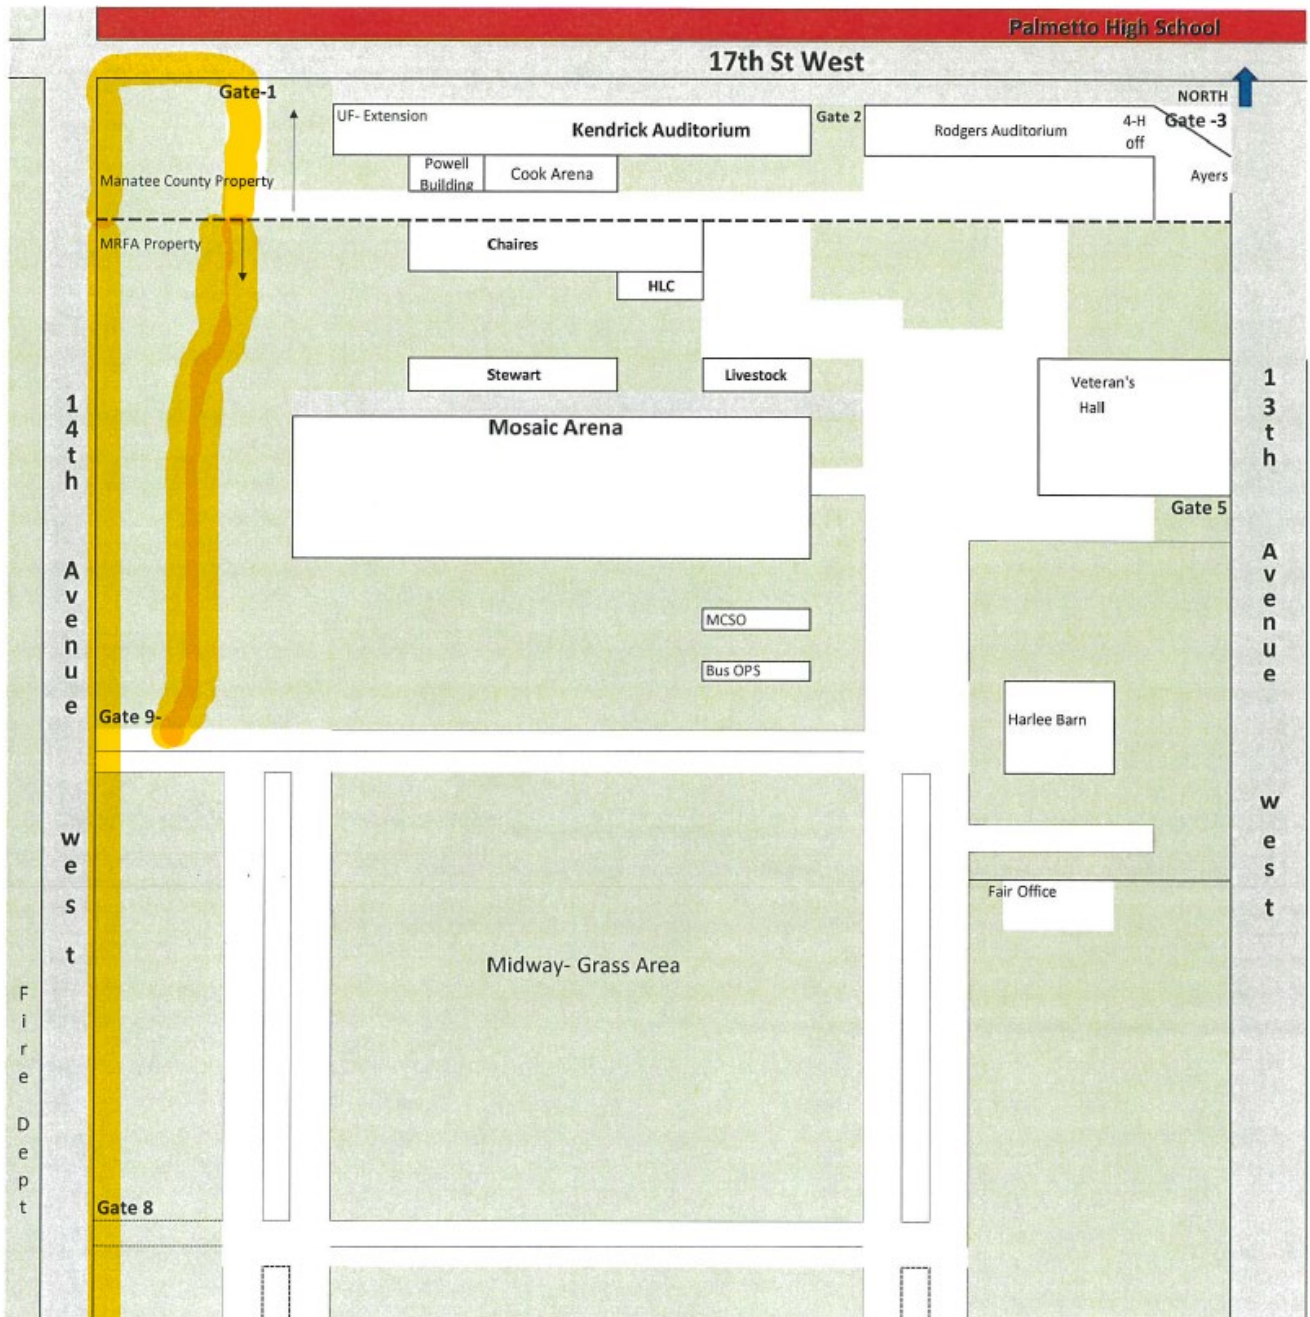 Palmetto High School
17th St West
NORTH
Gate-1
UF- Extension
Kendrick Auditorium
Gate 2
Rodgers Auditorium
4-H
off
Gate -3
Powell
Building
Cook Arena
Manatee County Property
Ayers
MRFA Property
Chaires
HLC
Stewart
Livestock
Veteran's
Hall
Mosaic Arena
Gate 5
14th Avenue west
13th Avenue west
MCSO
Bus OPS
Gate 9-
Harlee Barn
Fair Office
Midway- Grass Area
Fire Dept
Gate 8